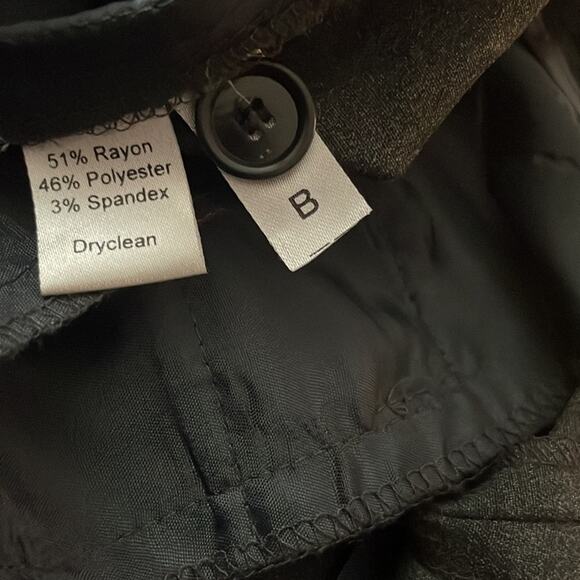 51% Rayon
46% Polyester
3% Spandex
Dryclean
B